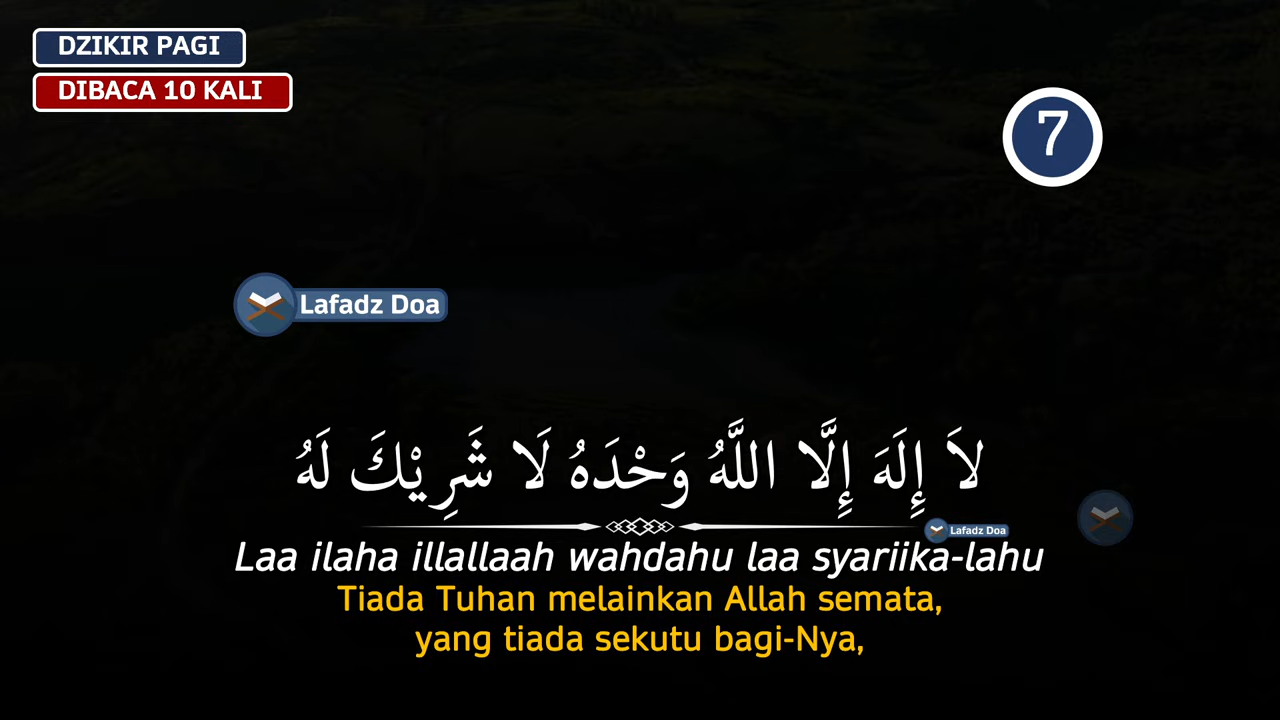 DZIKIR PAGI
DIBACA 10 KALI
7
Lafadz Doa
لاَ إِلَهَ إِلَّا اللَّهُ وَحْدَهُ لَا شَرِيْكَ لَهُ
Lafadz Doa
Laa ilaha illallaah wahdahu laa syariika-lahu
Tiada Tuhan melainkan Allah semata,
yang tiada sekutu bagi-Nya,